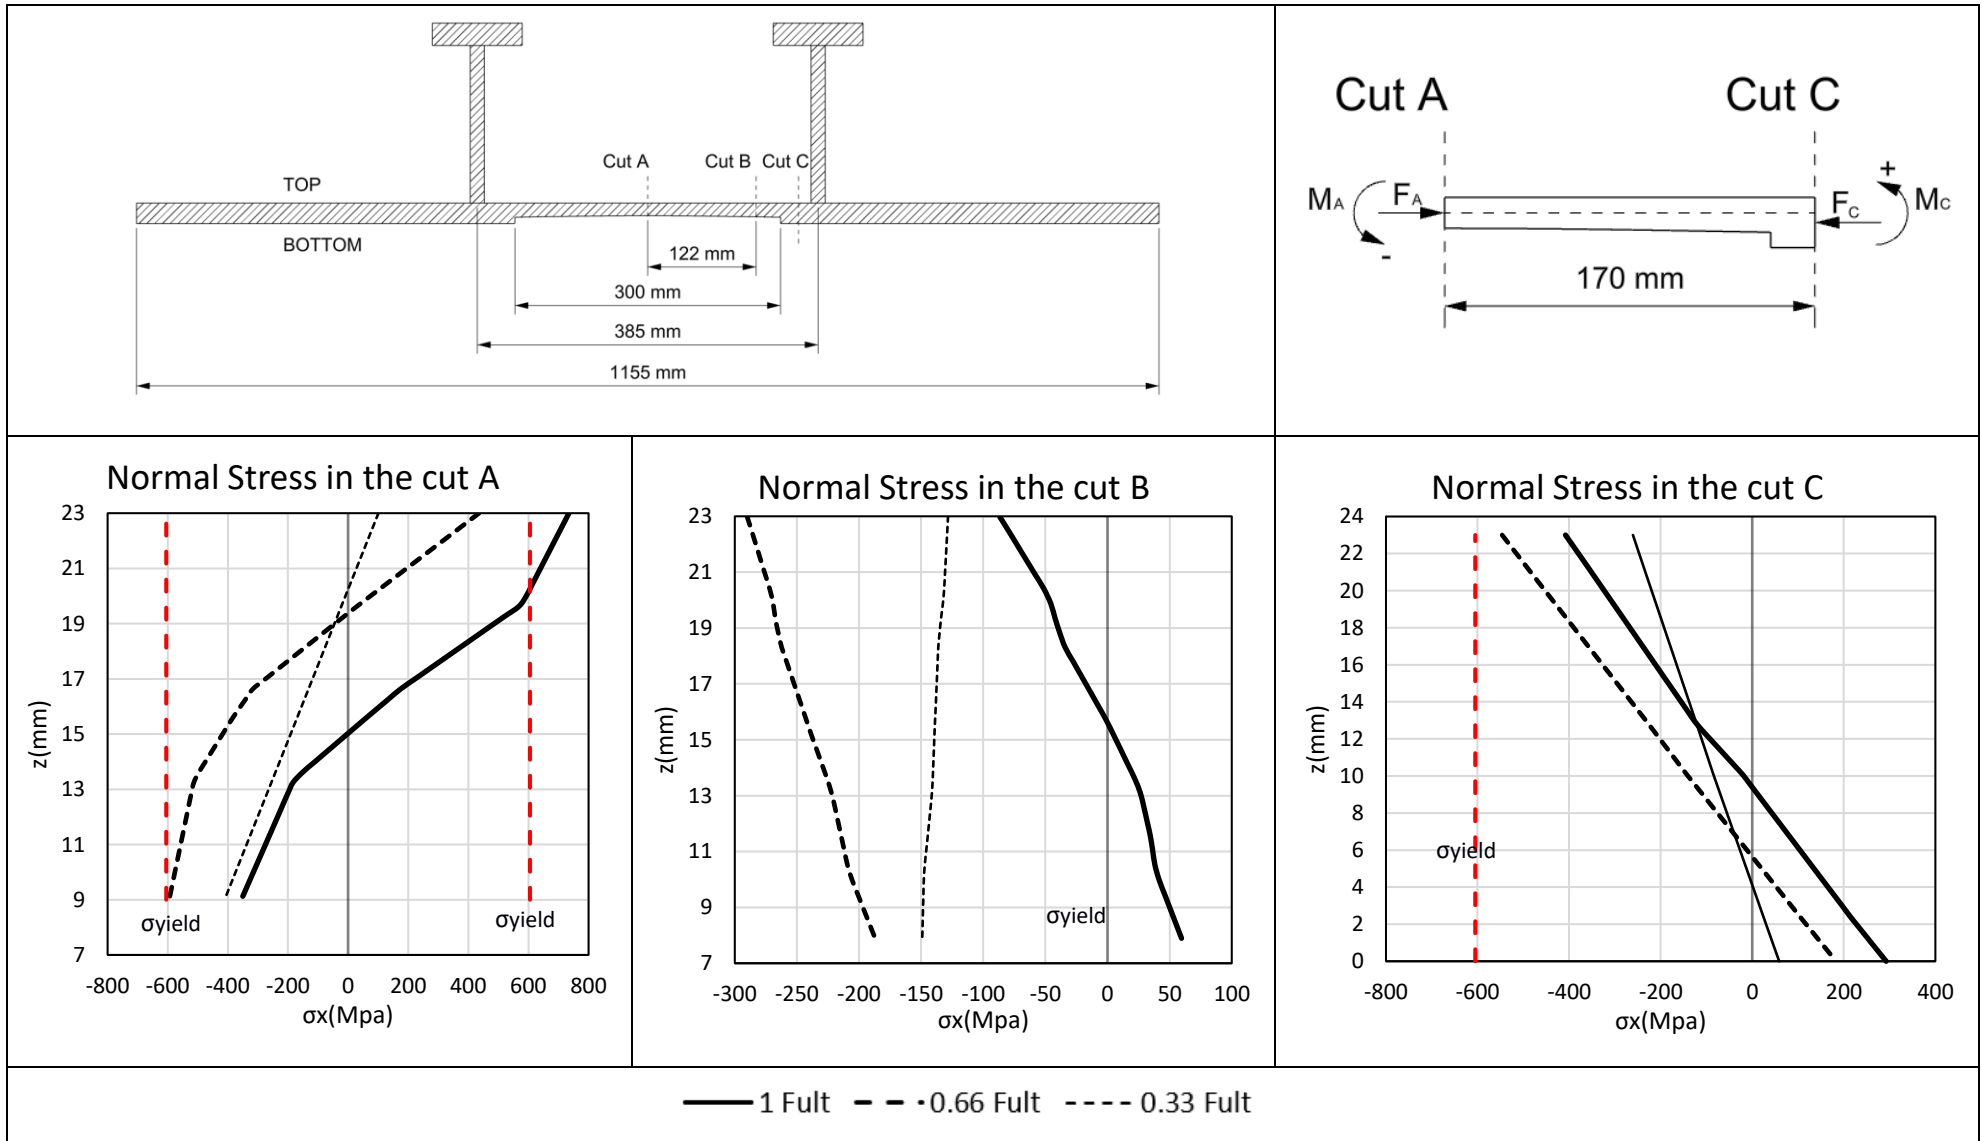 Cut A
Cut B
Cut C
TOP
BOTTOM
122 mm
300 mm
385 mm
1155 mm
Cut A
Cut C
+
MA
FA
FC
MC
-
170 mm
Normal Stress in the cut A
23
21
19
17
15
13
11
9
7
z(mm)
σyield
σyield
-800 -600 -400 -200 0 200 400 600 800
σx(Mpa)
Normal Stress in the cut B
23
21
19
17
15
13
11
9
7
z(mm)
σyield
-300 -250 -200 -150 -100 -50 0 50 100
σx(Mpa)
Normal Stress in the cut C
24
22
20
18
16
14
12
10
8
6
4
2
0
z(mm)
σyield
-800 -600 -400 -200 0 200 400
σx(Mpa)
1 Fult 0.66 Fult 0.33 Fult